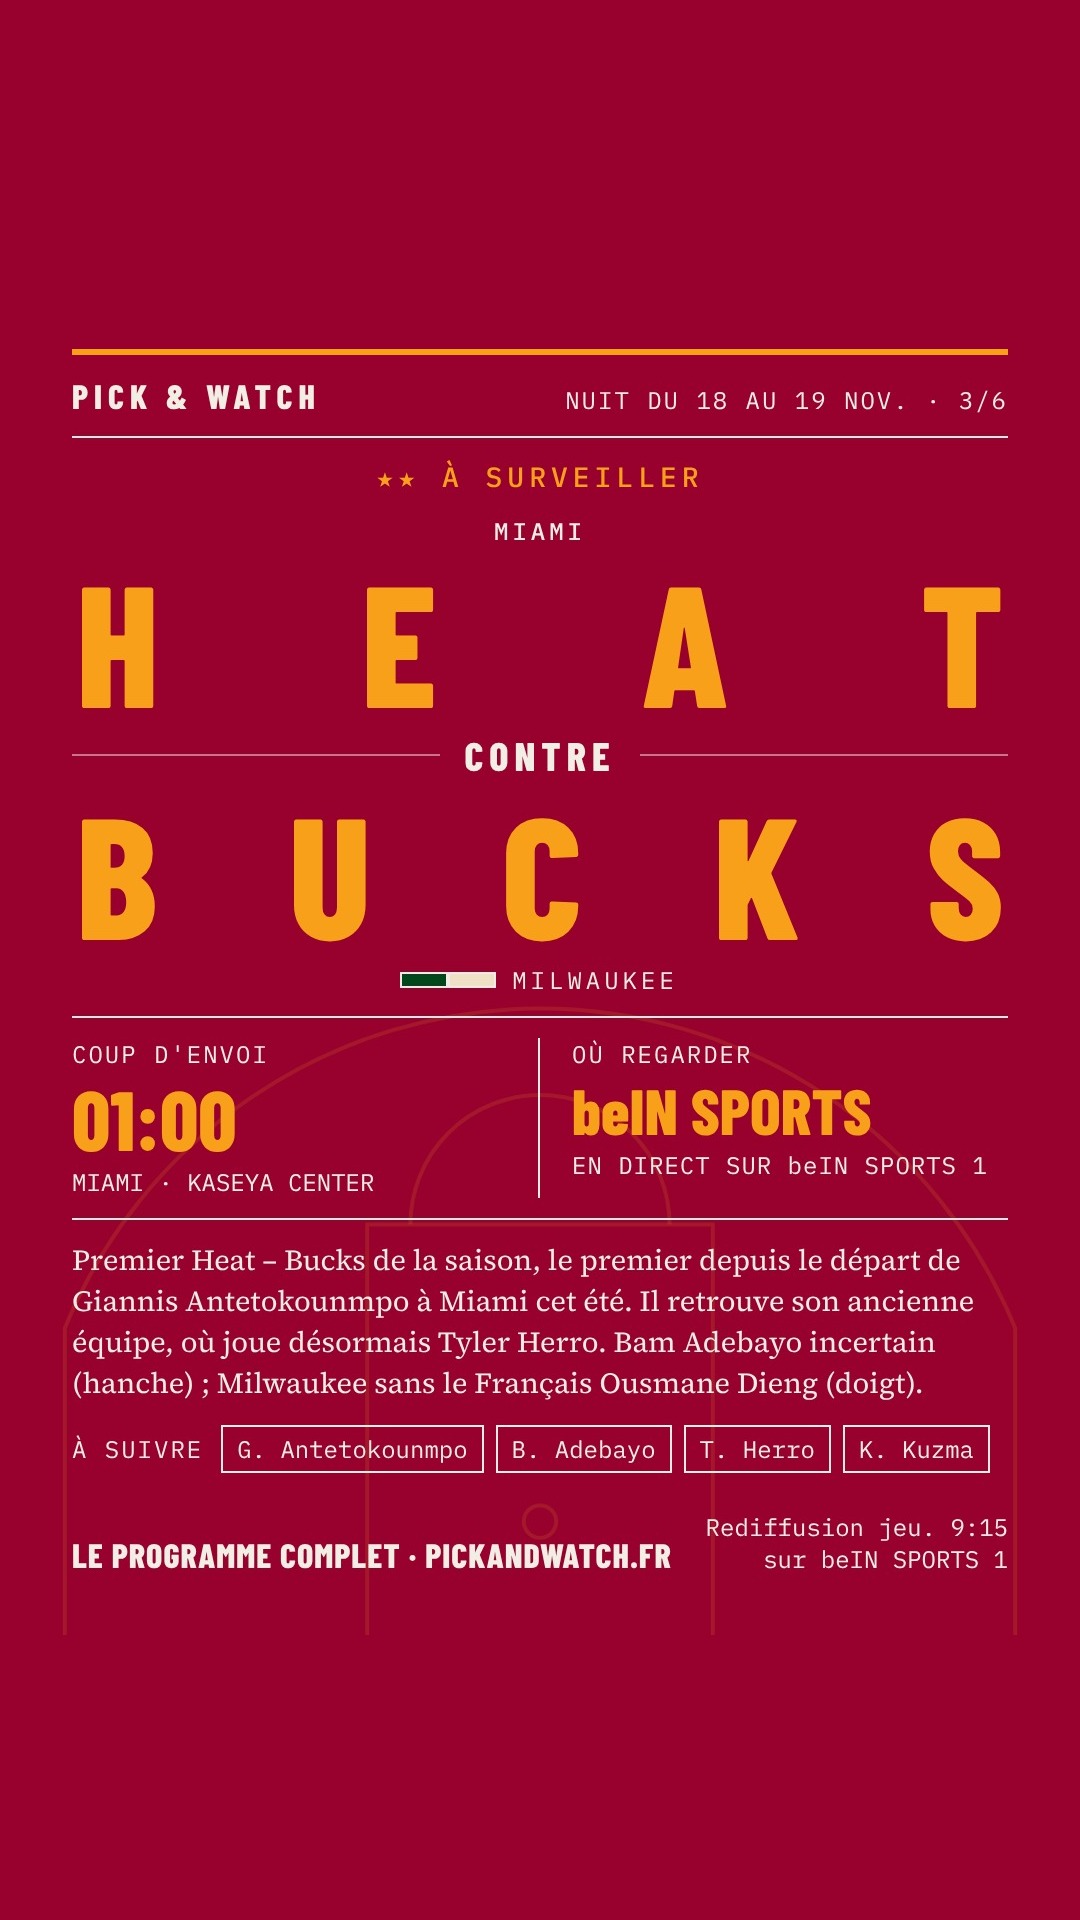 PICK & WATCH
NUIT DU 18 AU 19 NOV. · 3/6
★★ À SURVEILLER
MIAMI
HEAT
CONTRE
BUCKS
MILWAUKEE
COUP D'ENVOI
01:00
MIAMI · KASEYA CENTER
OÙ REGARDER
beIN SPORTS
EN DIRECT SUR beIN SPORTS 1
Premier Heat – Bucks de la saison, le premier depuis le départ de
Giannis Antetokounmpo à Miami cet été. Il retrouve son ancienne
équipe, où joue désormais Tyler Herro. Bam Adebayo incertain
(hanche) ; Milwaukee sans le Français Ousmane Dieng (doigt).
À SUIVRE G. Antetokounmpo B. Adebayo T. Herro K. Kuzma
LE PROGRAMME COMPLET · PICKANDWATCH.FR
Rediffusion jeu. 9:15
sur beIN SPORTS 1